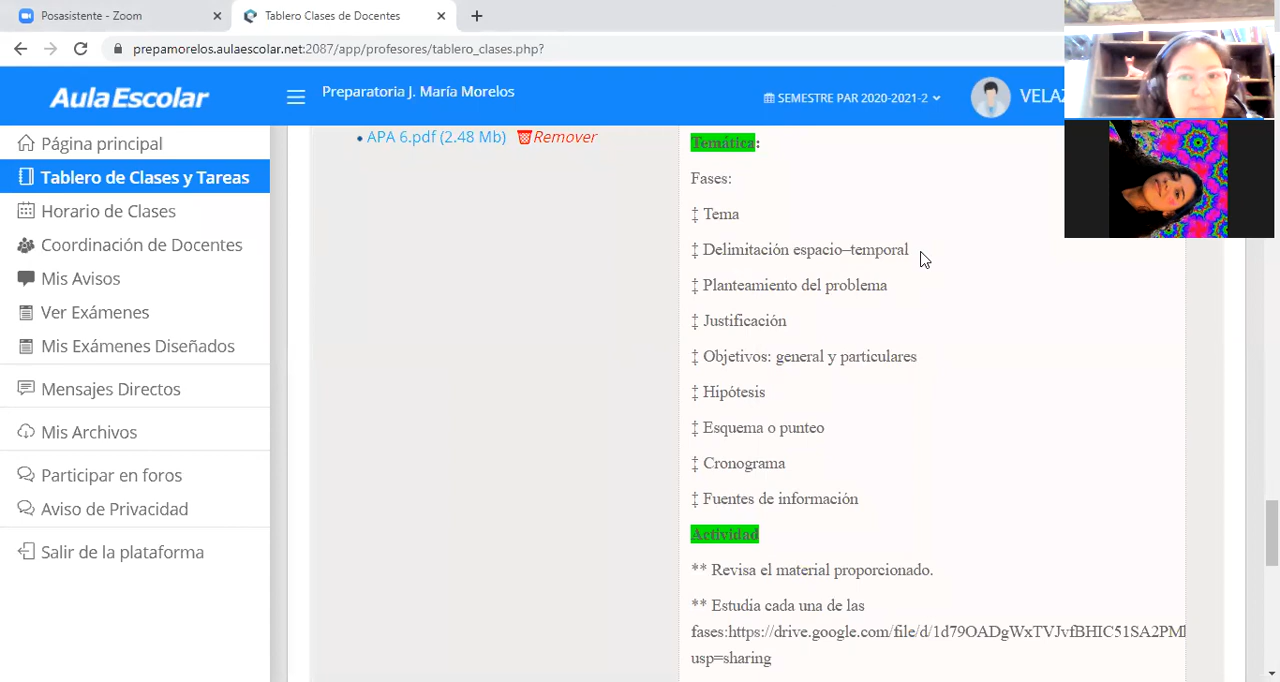 Posasistente - Zoom
Tablero Clases de Docentes
prepamorelos.aulaescolar.net:2087/app/profesores/tablero_clases.php?
AulaEscolar
Preparatoria J. María Morelos
SEMESTRE PAR 2020-2021-2
Página principal
Tablero de Clases y Tareas
Horario de Clases
Coordinación de Docentes
Mis Avisos
Ver Exámenes
Mis Exámenes Diseñados
Mensajes Directos
Mis Archivos
Participar en foros
Aviso de Privacidad
Salir de la plataforma
• APA 6.pdf (2.48 Mb) Remover
Temática:
Fases:
‡ Tema
‡ Delimitación espacio–temporal
‡ Planteamiento del problema
‡ Justificación
‡ Objetivos: general y particulares
‡ Hipótesis
‡ Esquema o punteo
‡ Cronograma
‡ Fuentes de información
Actividad
** Revisa el material proporcionado.
** Estudia cada una de las
fases:https://drive.google.com/file/d/1d79OADgWxTVJvfBHIC51SA2PM
usp=sharing